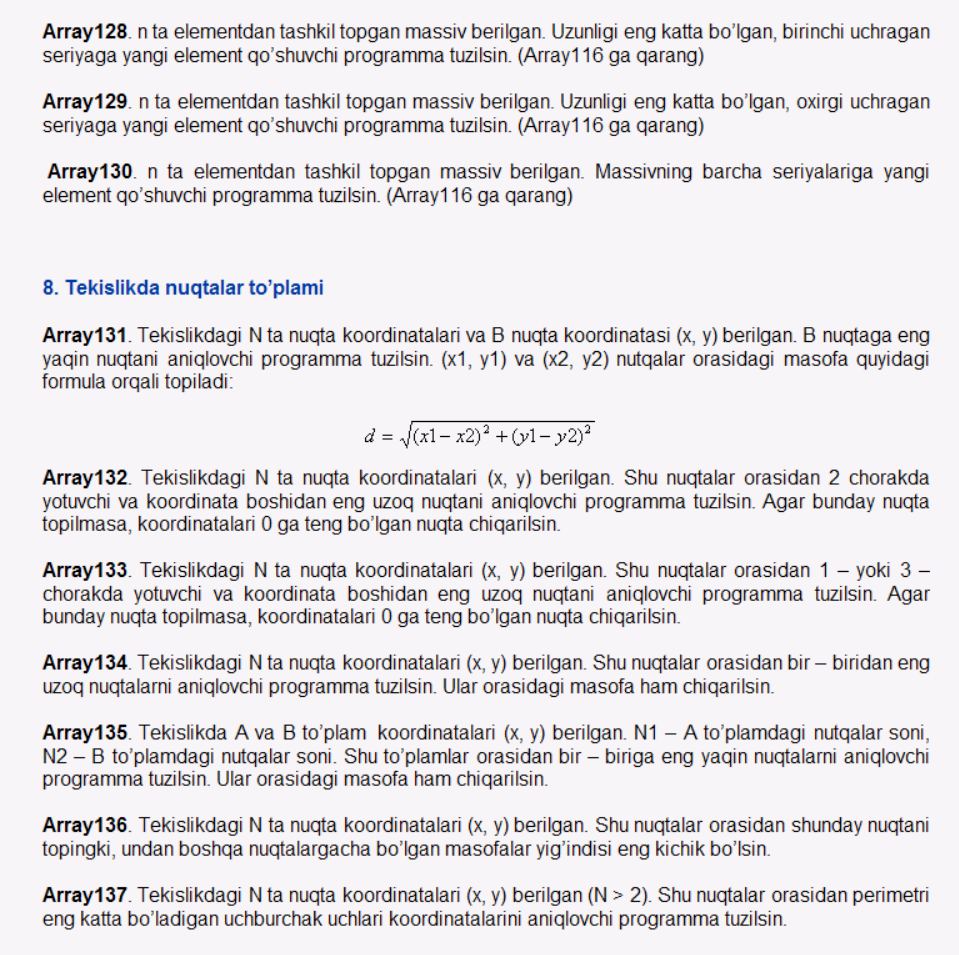 Array128. n ta elementdan tashkil topgan massiv berilgan. Uzunligi eng katta bo’lgan, birinchi uchragan
seriyaga yangi element qo’shuvchi programma tuzilsin. (Array116 ga qarang)
Array129. n ta elementdan tashkil topgan massiv berilgan. Uzunligi eng katta bo’lgan, oxirgi uchragan
seriyaga yangi element qo’shuvchi programma tuzilsin. (Array116 ga qarang)
Array130. n ta elementdan tashkil topgan massiv berilgan. Massivning barcha seriyalariga yangi
element qo’shuvchi programma tuzilsin. (Array116 ga qarang)
8. Tekislikda nuqtalar to’plami
Array131. Tekislikdagi N ta nuqta koordinatalari va B nuqta koordinatasi (x, y) berilgan. B nuqtaga eng
yaqin nuqtani aniqlovchi programma tuzilsin. (x1, y1) va (x2, y2) nutqalar orasidagi masofa quyidagi
formula orqali topiladi:
d = √(x1 – x2)² + (y1 – y2)²
Array132. Tekislikdagi N ta nuqta koordinatalari (x, y) berilgan. Shu nuqtalar orasidan 2 chorakda
yotuvchi va koordinata boshidan eng uzoq nuqtani aniqlovchi programma tuzilsin. Agar bunday nuqta
topilmasa, koordinatalari 0 ga teng bo’lgan nuqta chiqarilsin.
Array133. Tekislikdagi N ta nuqta koordinatalari (x, y) berilgan. Shu nuqtalar orasidan 1 – yoki 3 –
chorakda yotuvchi va koordinata boshidan eng uzoq nuqtani aniqlovchi programma tuzilsin. Agar
bunday nuqta topilmasa, koordinatalari 0 ga teng bo’lgan nuqta chiqarilsin.
Array134. Tekislikdagi N ta nuqta koordinatalari (x, y) berilgan. Shu nuqtalar orasidan bir – biridan eng
uzoq nuqtalarni aniqlovchi programma tuzilsin. Ular orasidagi masofa ham chiqarilsin.
Array135. Tekislikda A va B to’plam koordinatalari (x, y) berilgan. N1 – A to’plamdagi nutqalar soni,
N2 – B to’plamdagi nutqalar soni. Shu to’plamlar orasidan bir – biriga eng yaqin nuqtalarni aniqlovchi
programma tuzilsin. Ular orasidagi masofa ham chiqarilsin.
Array136. Tekislikdagi N ta nuqta koordinatalari (x, y) berilgan. Shu nuqtalar orasidan shunday nuqtani
topingki, undan boshqa nuqtalargacha bo’lgan masofalar yig’indisi eng kichik bo’lsin.
Array137. Tekislikdagi N ta nuqta koordinatalari (x, y) berilgan (N > 2). Shu nuqtalar orasidan perimetri
eng katta bo’ladigan uchburchak uchlari koordinatalarini aniqlovchi programma tuzilsin.